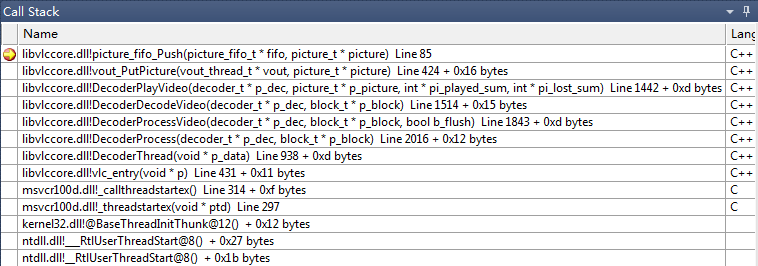 Call Stack
Name Lang
libvlccore.dll!picture_fifo_Push(picture_fifo_t * fifo, picture_t * picture)  Line 85 C++
libvlccore.dll!vout_PutPicture(vout_thread_t * vout, picture_t * picture)  Line 424 + 0x16 bytes C++
libvlccore.dll!DecoderPlayVideo(decoder_t * p_dec, picture_t * p_picture, int * pi_played_sum, int * pi_lost_sum)  Line 1442 + 0xd bytes C++
libvlccore.dll!DecoderDecodeVideo(decoder_t * p_dec, block_t * p_block)  Line 1514 + 0x15 bytes C++
libvlccore.dll!DecoderProcessVideo(decoder_t * p_dec, block_t * p_block, bool b_flush)  Line 1843 + 0xd bytes C++
libvlccore.dll!DecoderProcess(decoder_t * p_dec, block_t * p_block)  Line 2016 + 0x12 bytes C++
libvlccore.dll!DecoderThread(void * p_data)  Line 938 + 0xd bytes C++
libvlccore.dll!vlc_entry(void * p)  Line 431 + 0x11 bytes C++
msvcr100d.dll!_callthreadstartex()  Line 314 + 0xf bytes C
msvcr100d.dll!_threadstartex(void * ptd)  Line 297 C
kernel32.dll!@BaseThreadInitThunk@12()  + 0x12 bytes
ntdll.dll!___RtlUserThreadStart@8()  + 0x27 bytes
ntdll.dll!__RtlUserThreadStart@8()  + 0x1b bytes